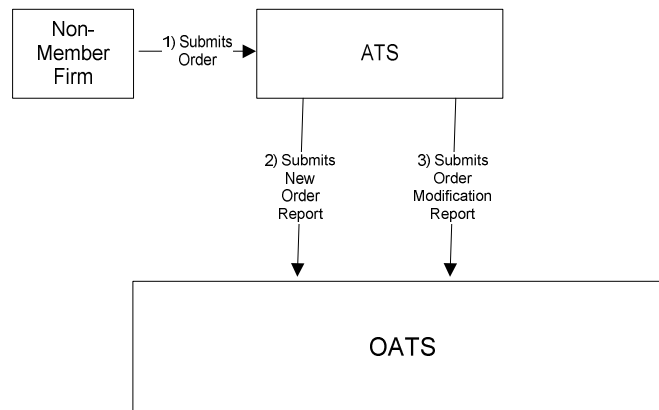 Non-
Member
Firm
1) Submits
Order
ATS
2) Submits
New
Order
Report
3) Submits
Order
Modification
Report
OATS